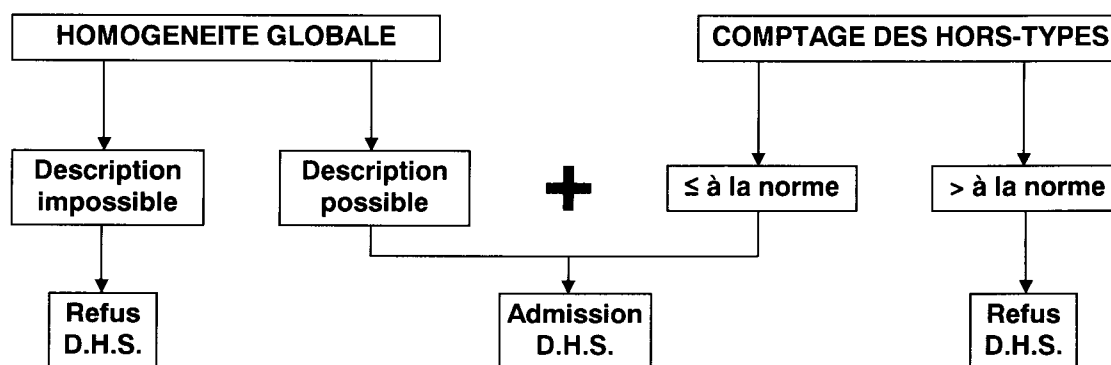 HOMOGENEITE GLOBALE
COMPTAGE DES HORS-TYPES
Description
impossible
Description
possible
+
≤ à la norme
> à la norme
Refus
D.H.S.
Admission
D.H.S.
Refus
D.H.S.